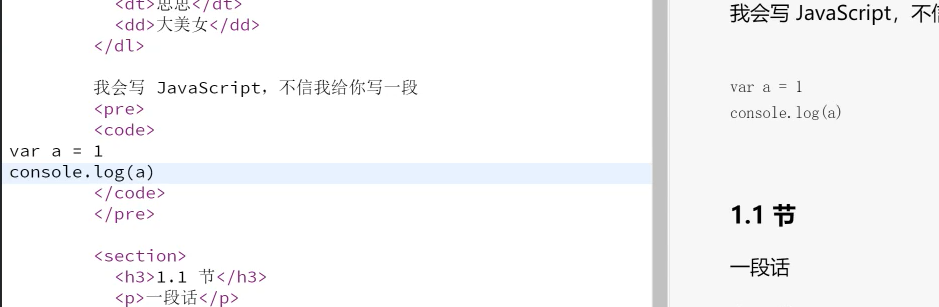 <dt>思思</dt>
<dd>大美女</dd>
</dl>
我会写 JavaScript，不信我给你写一段
<pre>
<code>
var a = 1
console.log(a)
</code>
</pre>
<section>
<h3>1.1 节</h3>
<p>一段话</p>
我会写 JavaScript，不信
var a = 1
console.log(a)
1.1 节
一段话